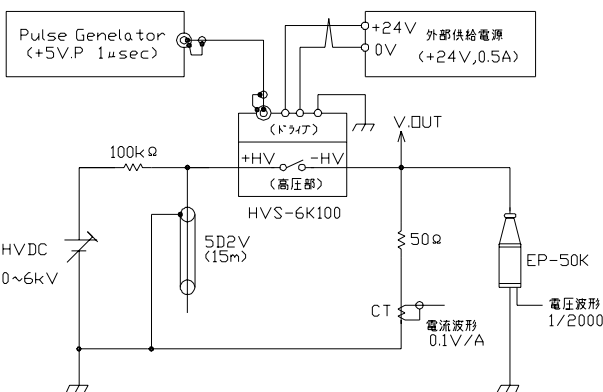 Pulse Genelator
(+5V.P 1μsec)
+24V
0V
外部供給電源
(+24V,0.5A)
(ﾄﾞﾗｲﾌﾞ)
V.OUT
100kΩ
+HV
-HV
(高圧部)
HVS-6K100
5D2V
(15m)
50Ω
HVDC
0~6kV
EP-50K
CT
電流波形
0.1V/A
電圧波形
1/2000